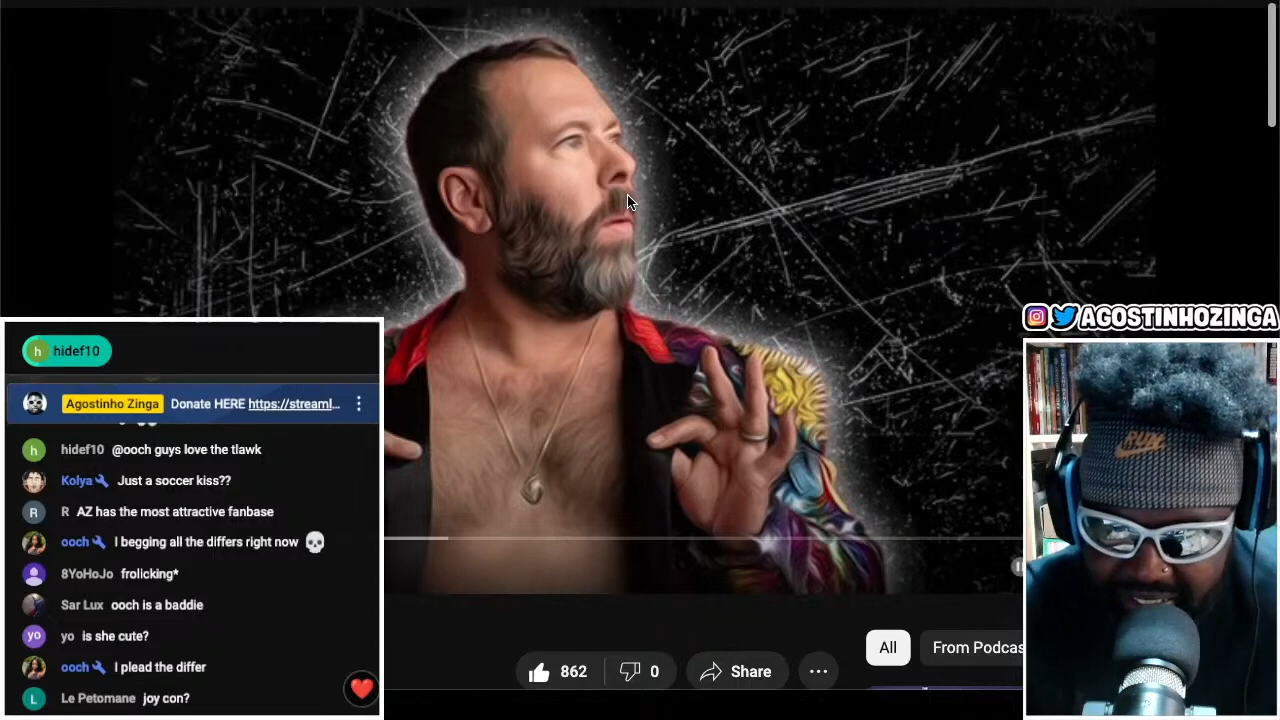 AGOSTINHOZINGA
h hidef10
Agostinho Zinga Donate HERE https://streaml...
h hidef10 @ooch guys love the tlawk
Kolya Just a soccer kiss??
R R AZ has the most attractive fanbase
ooch I begging all the differs right now
8YoHoJo frolicking*
Sar Lux ooch is a baddie
yo yo is she cute?
ooch I plead the differ
L Le Petomane joy con?
RUN
All From Podcas
862 0 Share